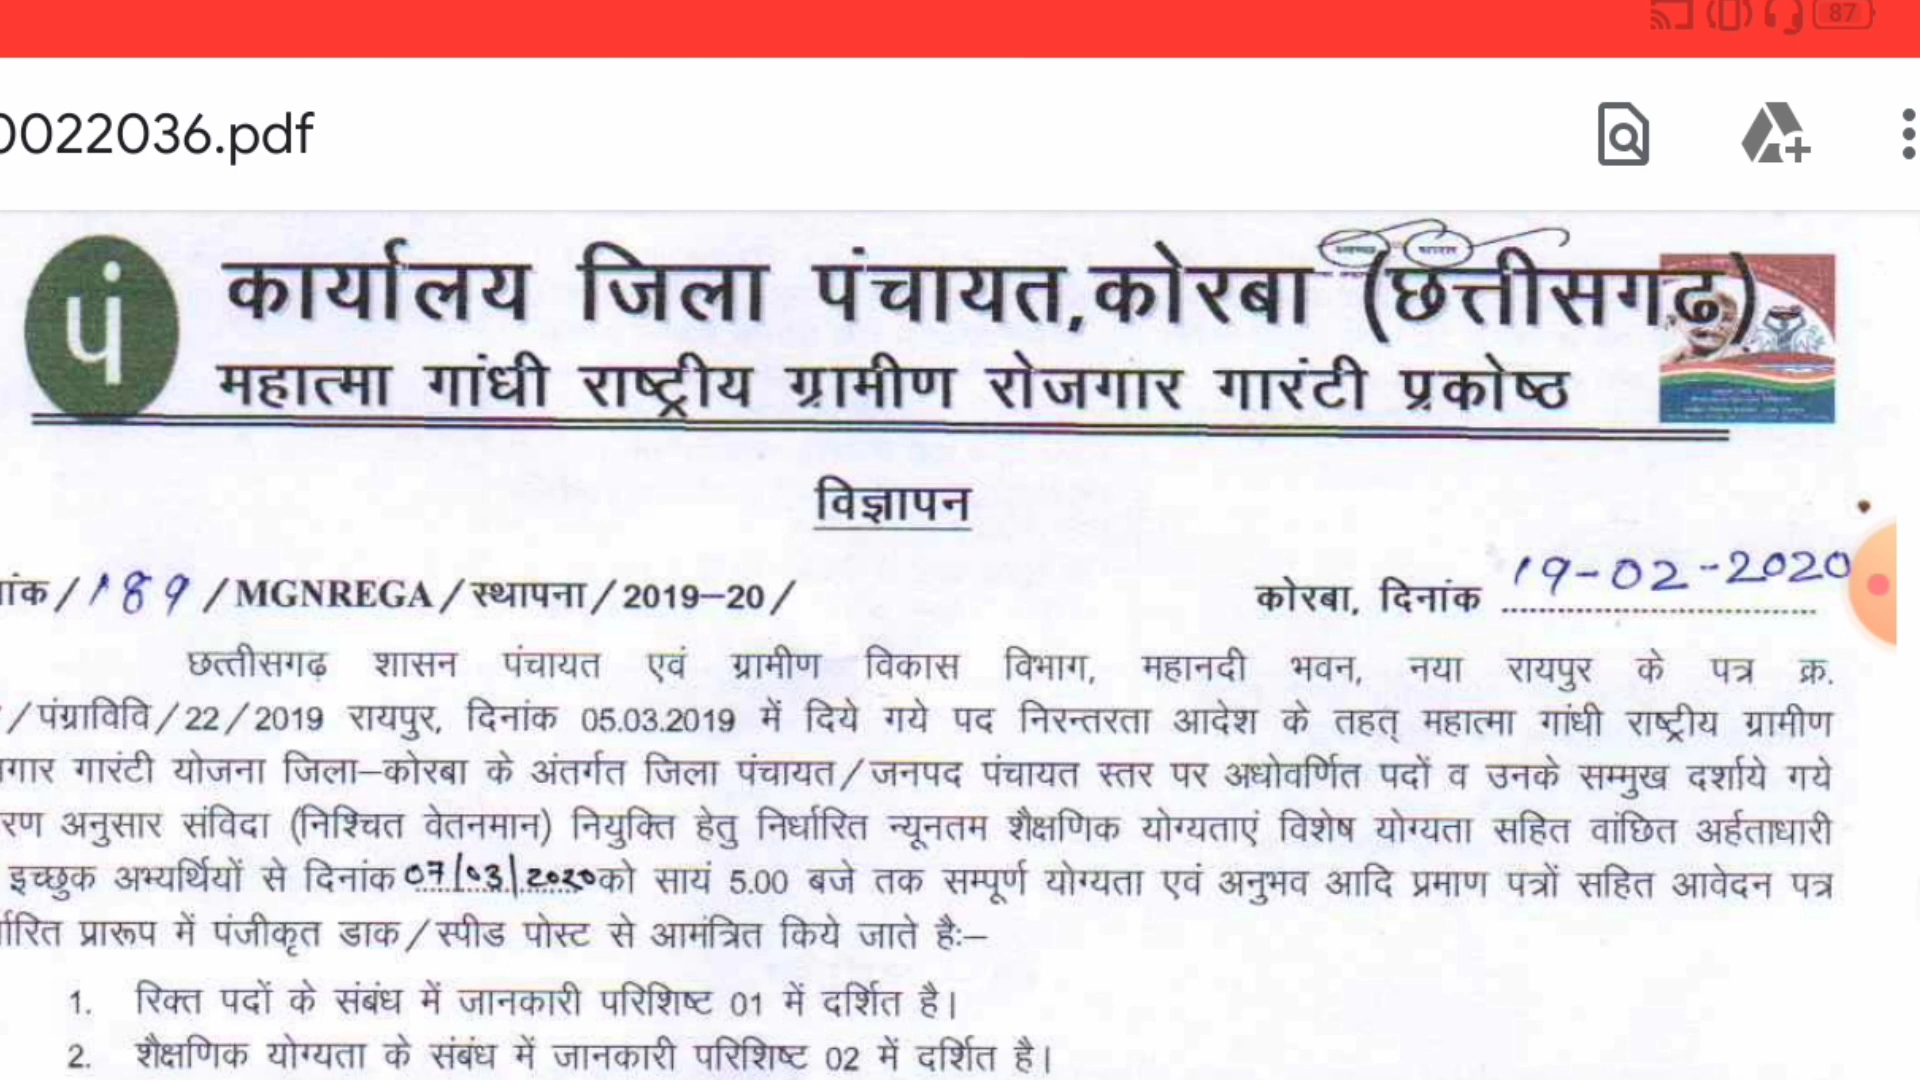 87
0022036.pdf
पं
कार्यालय जिला पंचायत,कोरबा (छत्तीसगढ़)
महात्मा गांधी राष्ट्रीय ग्रामीण रोजगार गारंटी प्रकोष्ठ
विज्ञापन
ांक/189/MGNREGA/स्थापना/2019–20/ कोरबा, दिनांक 19-02-2020
छत्तीसगढ़ शासन पंचायत एवं ग्रामीण विकास विभाग, महानदी भवन, नया रायपुर के पत्र क्र.
/पंग्राविवि/22/2019 रायपुर, दिनांक 05.03.2019 में दिये गये पद निरन्तरता आदेश के तहत् महात्मा गांधी राष्ट्रीय ग्रामीण
गार गारंटी योजना जिला–कोरबा के अंतर्गत जिला पंचायत/जनपद पंचायत स्तर पर अधोवर्णित पदों व उनके सम्मुख दर्शाये गये
रण अनुसार संविदा (निश्चित वेतनमान) नियुक्ति हेतु निर्धारित न्यूनतम शैक्षणिक योग्यताएं विशेष योग्यता सहित वांछित अर्हताधारी
इच्छुक अभ्यर्थियों से दिनांक 07/03/2020 को सायं 5.00 बजे तक सम्पूर्ण योग्यता एवं अनुभव आदि प्रमाण पत्रों सहित आवेदन पत्र
र्धारित प्रारूप में पंजीकृत डाक/स्पीड पोस्ट से आमंत्रित किये जाते है:–
1. रिक्त पदों के संबंध में जानकारी परिशिष्ट 01 में दर्शित है।
2. शैक्षणिक योग्यता के संबंध में जानकारी परिशिष्ट 02 में दर्शित है।